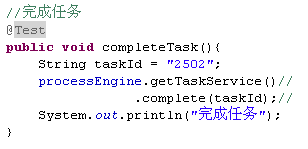 //完成任务
@Test
public void completeTask(){
    String taskId = "2502";
    processEngine.getTaskService()//
                .complete(taskId);//
    System.out.println("完成任务");
}